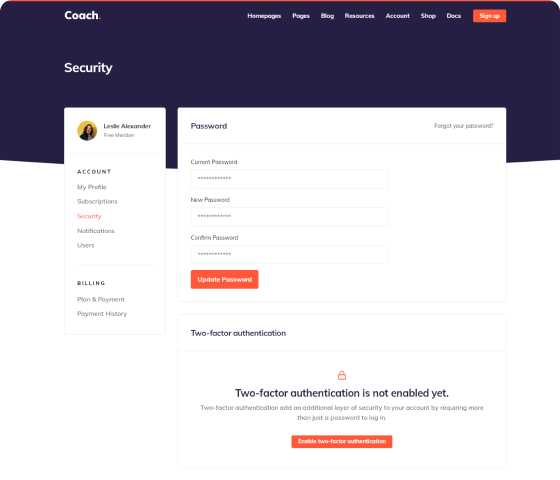 Coach.
Homepages Pages Blog Resources Account Shop Docs Sign up
Security
Leslie Alexander
Free Member
ACCOUNT
My Profile
Subscriptions
Security
Notifications
Users
BILLING
Plan & Payment
Payment History
Password Forgot your password?
Current Password
************
New Password
************
Confirm Password
************
Update Password
Two-factor authentication
Two-factor authentication is not enabled yet.
Two-factor authentication add an additional layer of security to your account by requiring more
than just a password to log in.
Enable two-factor authentication